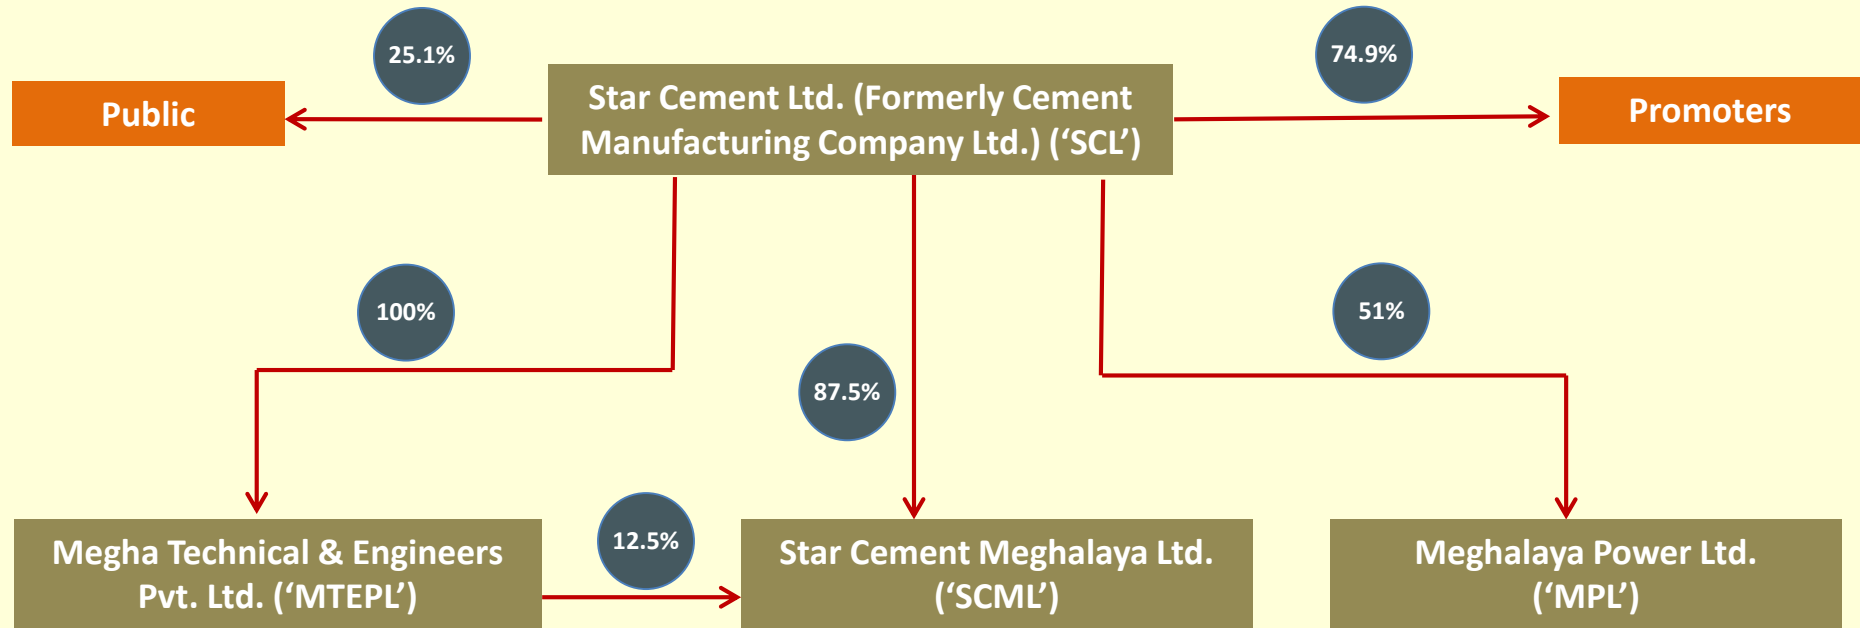 25.1%
74.9%
Public
Star Cement Ltd. (Formerly Cement
Manufacturing Company Ltd.) (‘SCL’)
Promoters
100%
51%
87.5%
12.5%
Megha Technical & Engineers
Pvt. Ltd. (‘MTEPL’)
Star Cement Meghalaya Ltd.
(‘SCML’)
Meghalaya Power Ltd.
(‘MPL’)